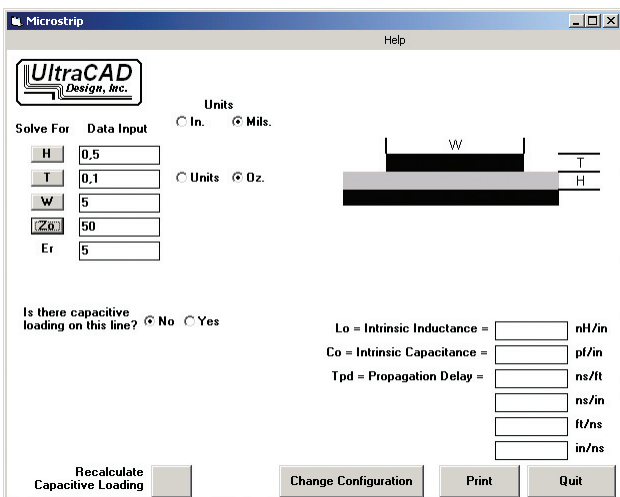 Microstrip
Help
UltraCAD
Design, Inc.
Units
In. Mils.
Solve For Data Input
H 0,5
T 0,1 Units Oz.
W 5
Zo 50
Er 5
W
T
H
Is there capacitive
loading on this line? No Yes
Lo = Intrinsic Inductance = nH/in
Co = Intrinsic Capacitance = pf/in
Tpd = Propagation Delay = ns/ft
ns/in
ft/ns
in/ns
Recalculate
Capacitive Loading
Change Configuration Print Quit